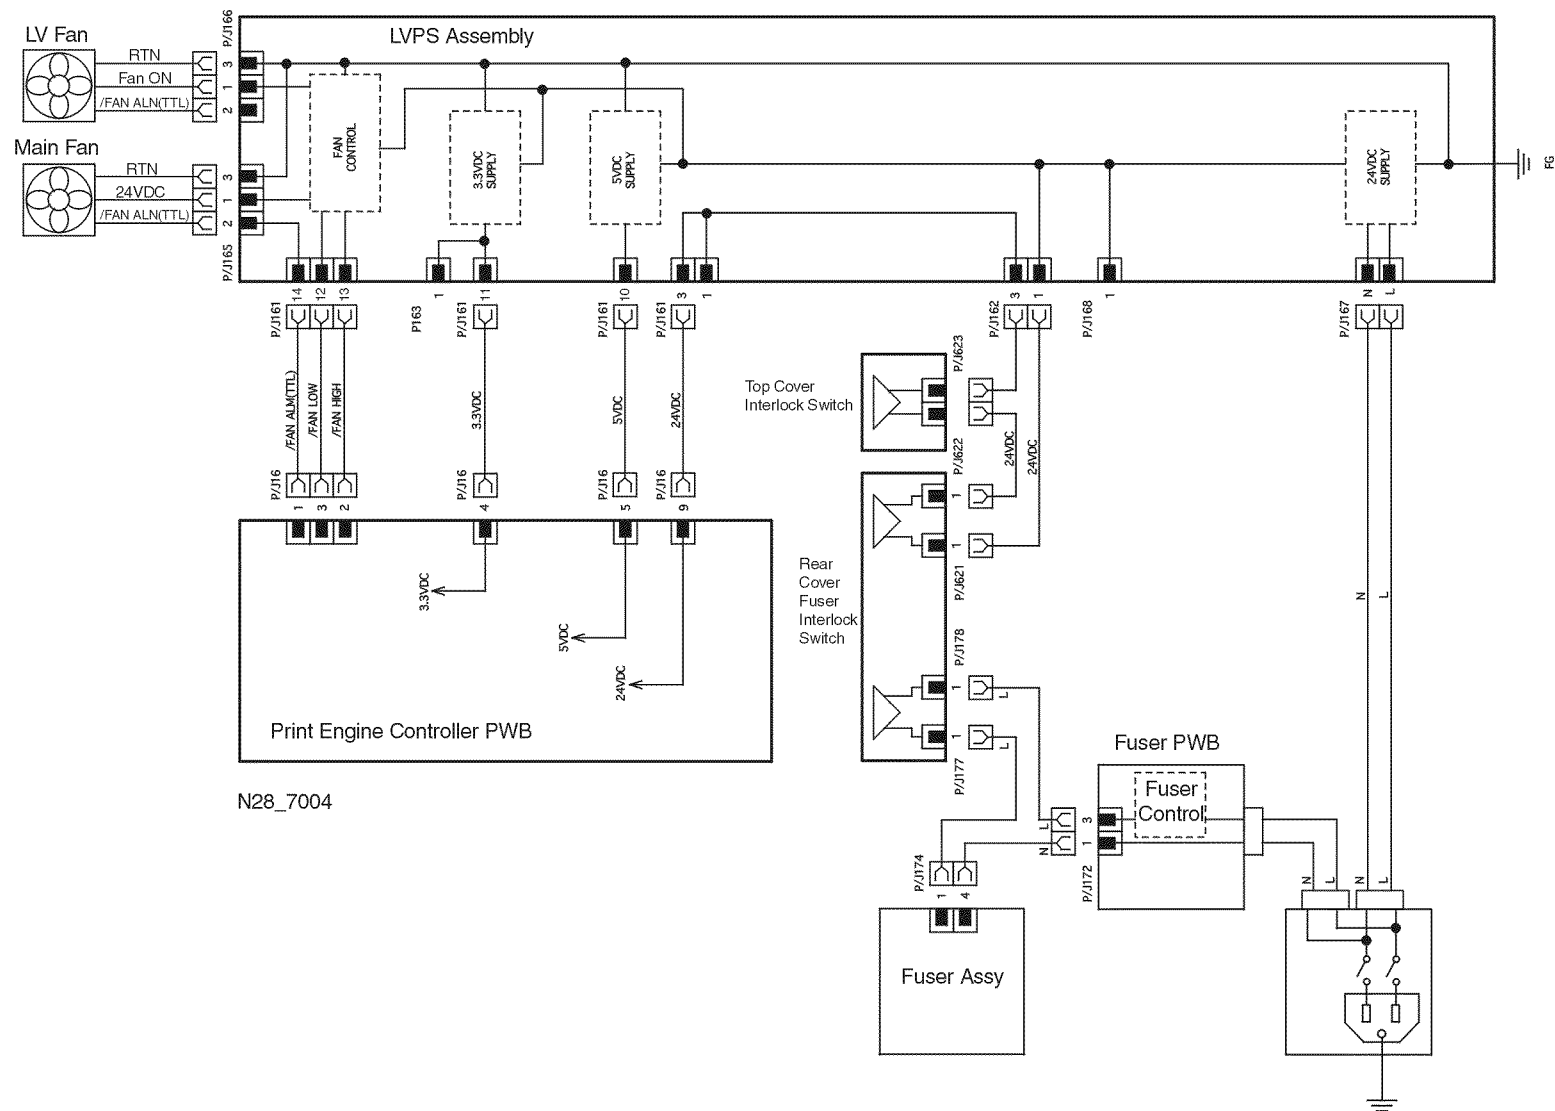 LV Fan
P/J166
LVPS Assembly
RTN
3
Fan ON
1
/FAN ALN(TTL)
2
Main Fan
RTN
3
24VDC
1
/FAN ALN(TTL)
2
P/J165
FAN
CONTROL
3.3VDC
SUPPLY
5VDC
SUPPLY
24VDC
SUPPLY
FG
P/J161
14
12
13
P163
1
P/J161
11
P/J161
10
P/J161
3
1
P/J162
3
1
P/J168
1
P/J167
N
L
/FAN ALM(TTL)
/FAN LOW
/FAN HIGH
3.3VDC
5VDC
24VDC
P/J16
1
3
2
P/J16
4
P/J16
5
P/J16
9
3.3VDC
5VDC
24VDC
Print Engine Controller PWB
N28_7004
Top Cover
Interlock Switch
P/J623
P/J622
24VDC
24VDC
1
1
P/J621
Rear
Cover
Fuser
Interlock
Switch
P/J178
1
L
1
L
P/J177
N
L
Fuser PWB
Fuser
Control
L
3
N
1
P/J172
P/J174
1
4
Fuser Assy
N
L
N
L